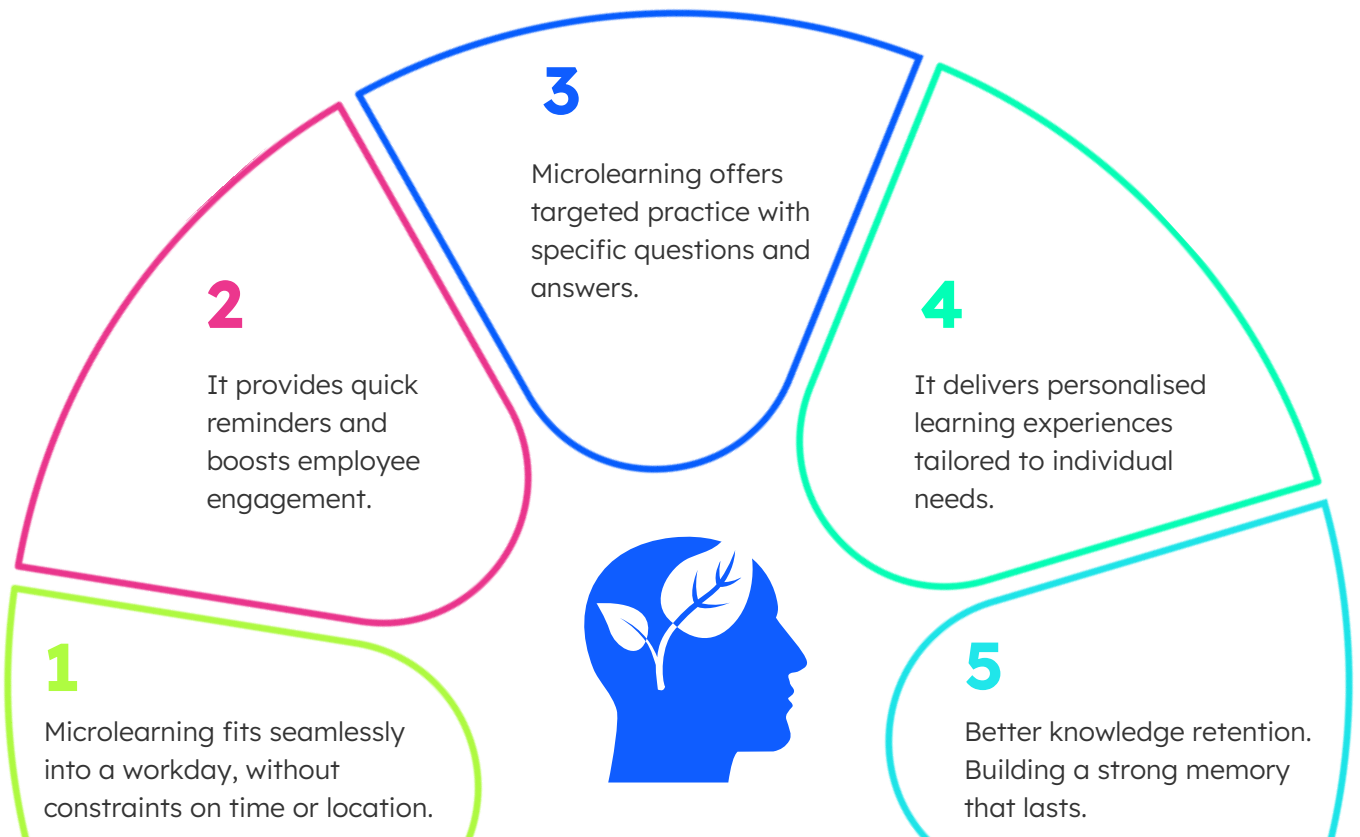 1
Microlearning fits seamlessly
into a workday, without
constraints on time or location.
2
It provides quick
reminders and
boosts employee
engagement.
3
Microlearning offers
targeted practice with
specific questions and
answers.
4
It delivers personalised
learning experiences
tailored to individual
needs.
5
Better knowledge retention.
Building a strong memory
that lasts.